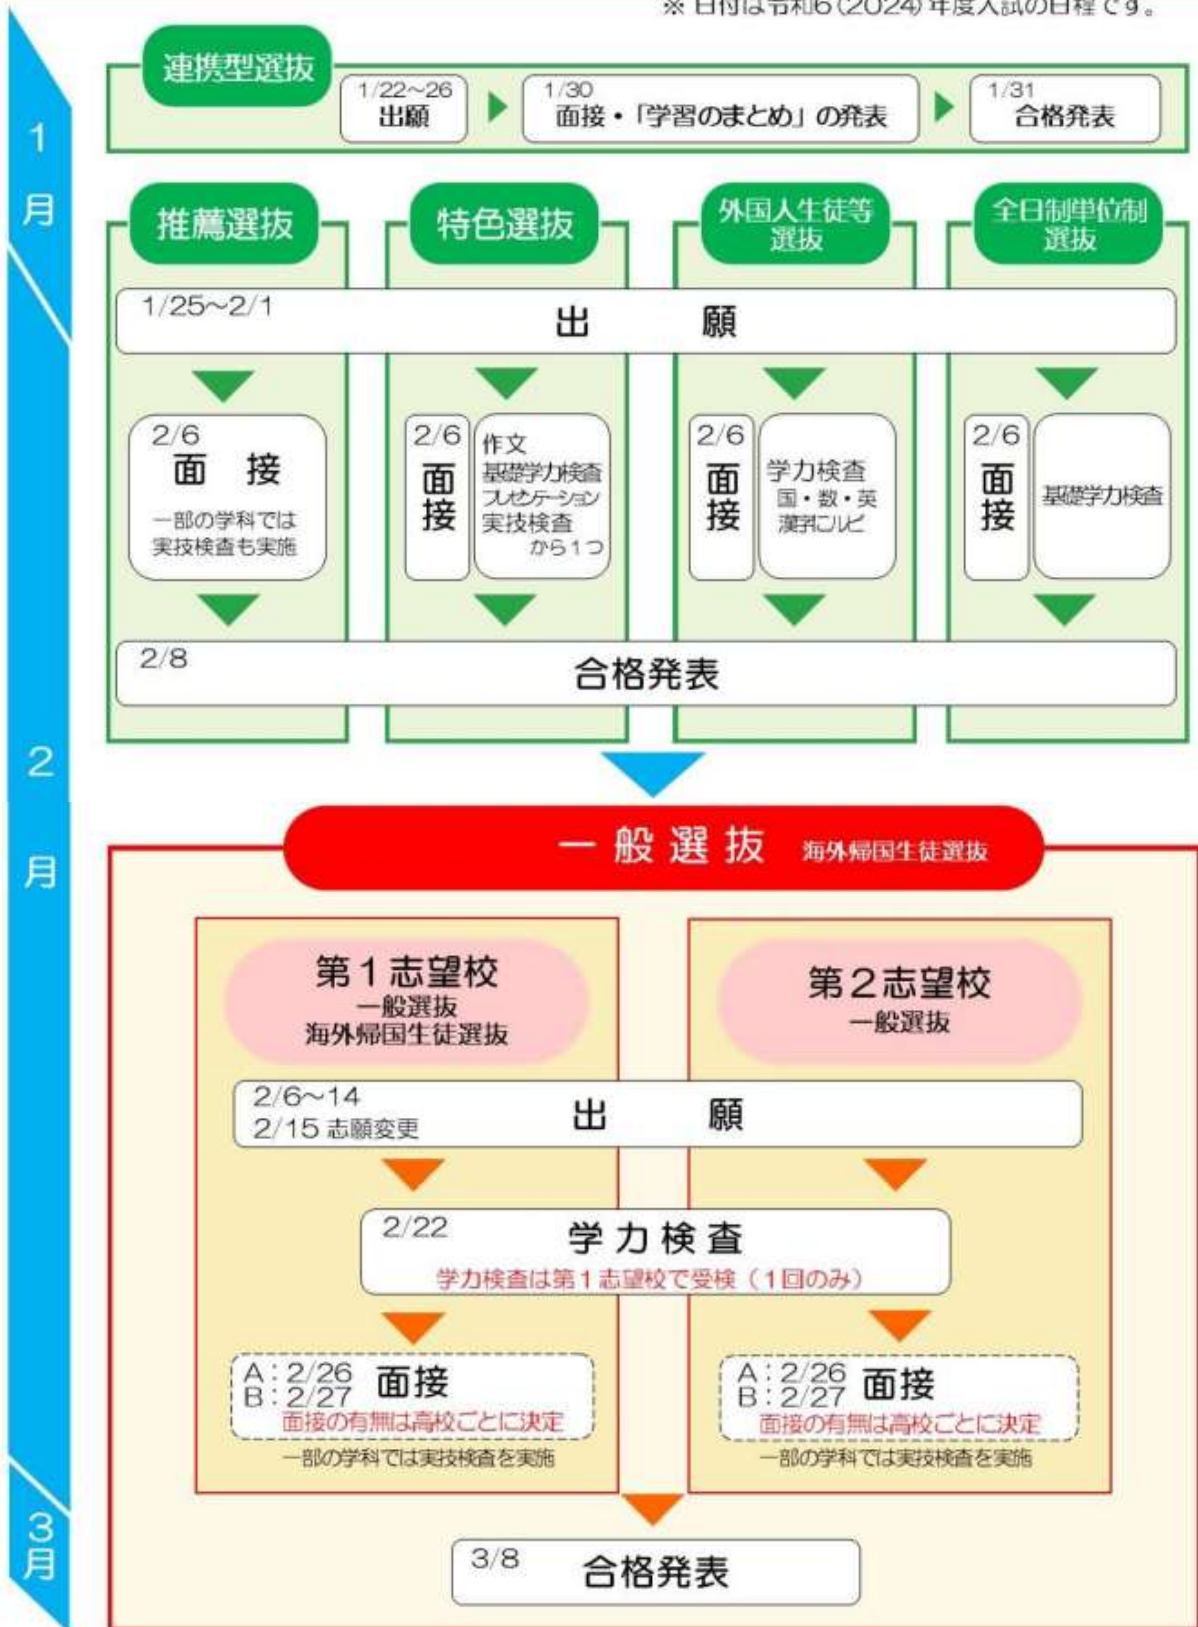 ※ 日付は令和6(2024)年度入試の日程です。
連携型選抜
1/22～26
出願
1/30
面接・「学習のまとめ」の発表
1/31
合格発表
1
月
推薦選抜
特色選抜
外国人生徒等
選抜
全日制単位制
選抜
1/25～2/1
出 願
2/6
面 接
一部の学科では
実技検査も実施
2/6
面接
作文
基礎学力検査
プレゼンテーション
実技検査
から1つ
2/6
面接
学力検査
国・数・英
漢字にルビ
2/6
面接
基礎学力検査
2/8
合格発表
2
月
一般選抜 海外帰国生徒選抜
第1志望校
一般選抜
海外帰国生徒選抜
第2志望校
一般選抜
2/6～14
2/15 志願変更
出 願
2/22
学力検査
学力検査は第1志望校で受検（1回のみ）
A：2/26
B：2/27
面接
面接の有無は高校ごとに決定
一部の学科では実技検査を実施
A：2/26
B：2/27
面接
面接の有無は高校ごとに決定
一部の学科では実技検査を実施
3月
3/8
合格発表